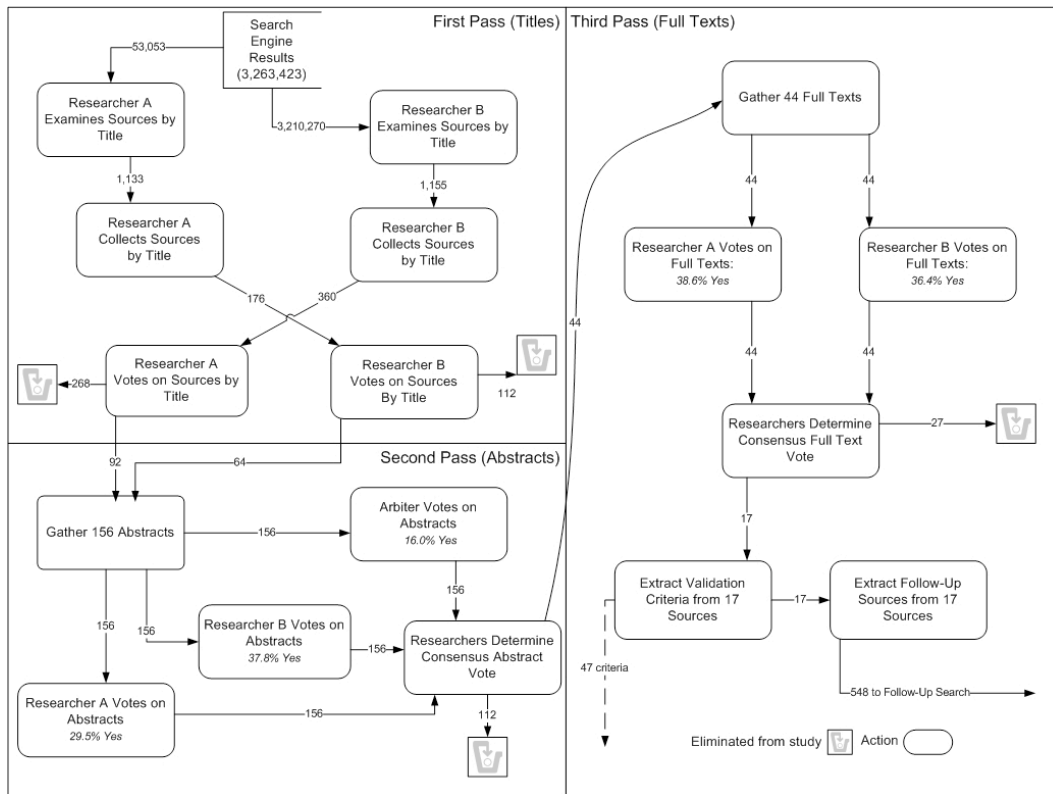 First Pass (Titles)
Search
Engine
Results
(3,263,423)
53,053
3,210,270
Researcher A
Examines Sources by
Title
Researcher B
Examines Sources by
Title
1,133
1,155
Researcher A
Collects Sources
by Title
Researcher B
Collects Sources
by Title
176
360
Researcher A
Votes on Sources by
Title
Researcher B
Votes on Sources
By Title
268
112
92
64
Second Pass (Abstracts)
Gather 156 Abstracts
156
Arbiter Votes on
Abstracts
16.0% Yes
156
156
156
Researcher B Votes on
Abstracts
37.8% Yes
156
Researchers Determine
Consensus Abstract
Vote
Researcher A Votes on
Abstracts
29.5% Yes
156
112
44
Third Pass (Full Texts)
Gather 44 Full Texts
44
44
Researcher A Votes on
Full Texts:
38.6% Yes
Researcher B Votes on
Full Texts:
36.4% Yes
44
44
Researchers Determine
Consensus Full Text
Vote
27
17
Extract Validation
Criteria from 17
Sources
17
Extract Follow-Up
Sources from 17
Sources
47 criteria
548 to Follow-Up Search
Eliminated from study
Action